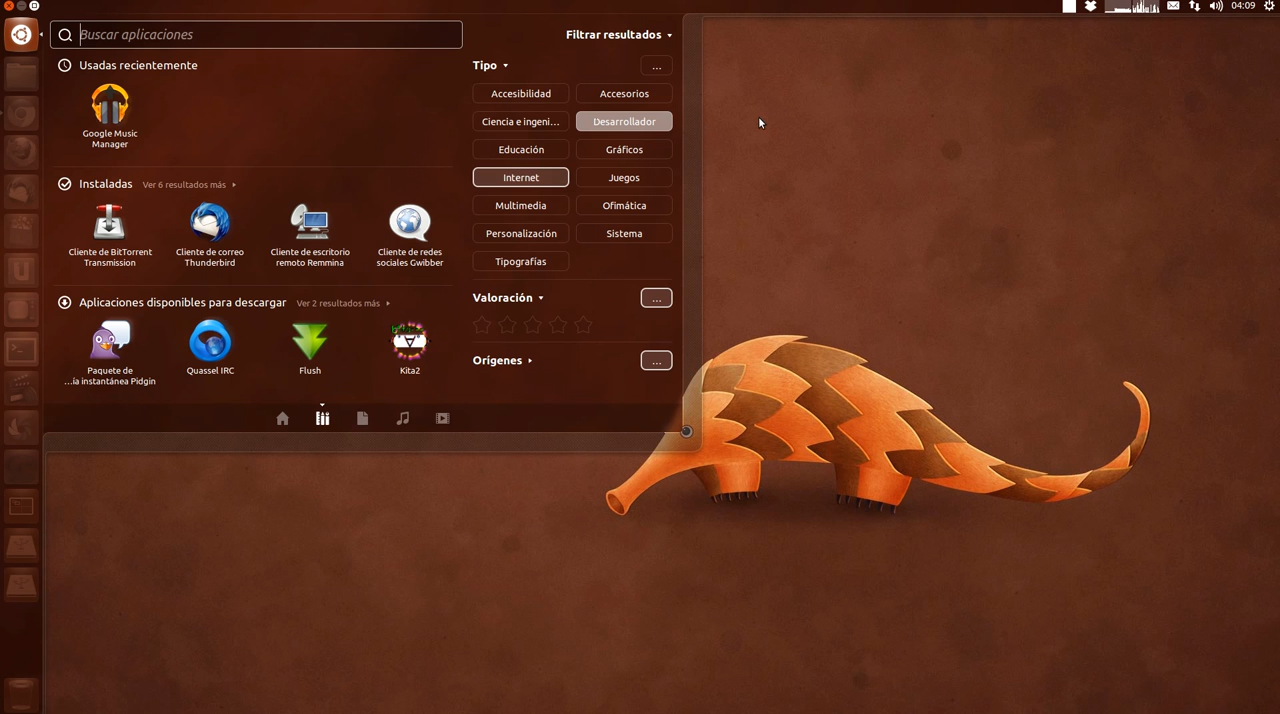 04:09
Buscar aplicaciones
Filtrar resultados
Usadas recientemente
Google Music
Manager
Instaladas Ver 6 resultados más
Cliente de BitTorrent
Transmission
Cliente de correo
Thunderbird
Cliente de escritorio
remoto Remmina
Cliente de redes
sociales Gwibber
Aplicaciones disponibles para descargar Ver 2 resultados más
Paquete de
...ía instantánea Pidgin
Quassel IRC
Flush
Kita2
Tipo ...
Accesibilidad Accesorios
Ciencia e ingeni... Desarrollador
Educación Gráficos
Internet Juegos
Multimedia Ofimática
Personalización Sistema
Tipografías
Valoración ...
Orígenes ...